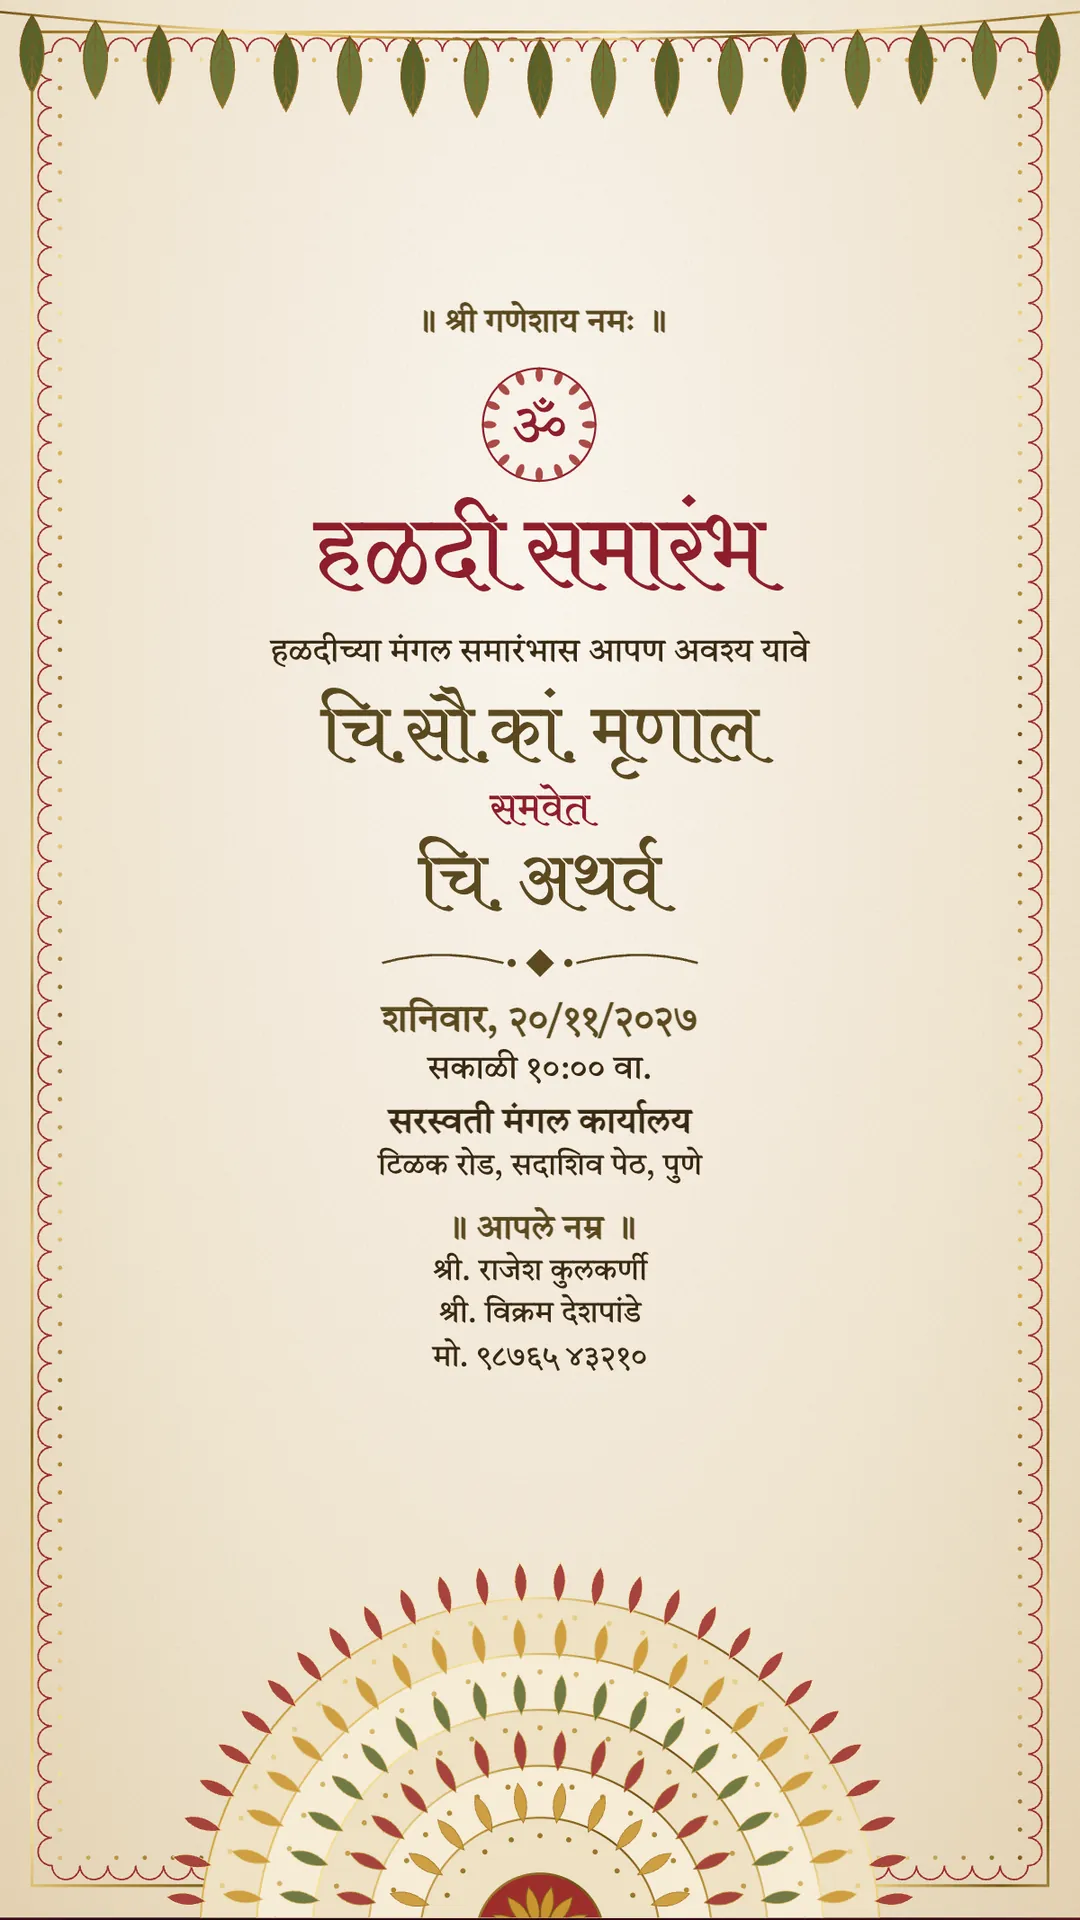 ॥ श्री गणेशाय नमः ॥
ॐ
हळदी समारंभ
हळदीच्या मंगल समारंभास आपण अवश्य यावे
चि.सौ.कां. मृणाल
समवेत
चि. अथर्व
शनिवार, २०/११/२०२७
सकाळी १०:०० वा.
सरस्वती मंगल कार्यालय
टिळक रोड, सदाशिव पेठ, पुणे
॥ आपले नम्र ॥
श्री. राजेश कुलकर्णी
श्री. विक्रम देशपांडे
मो. ९८७६५ ४३२१०